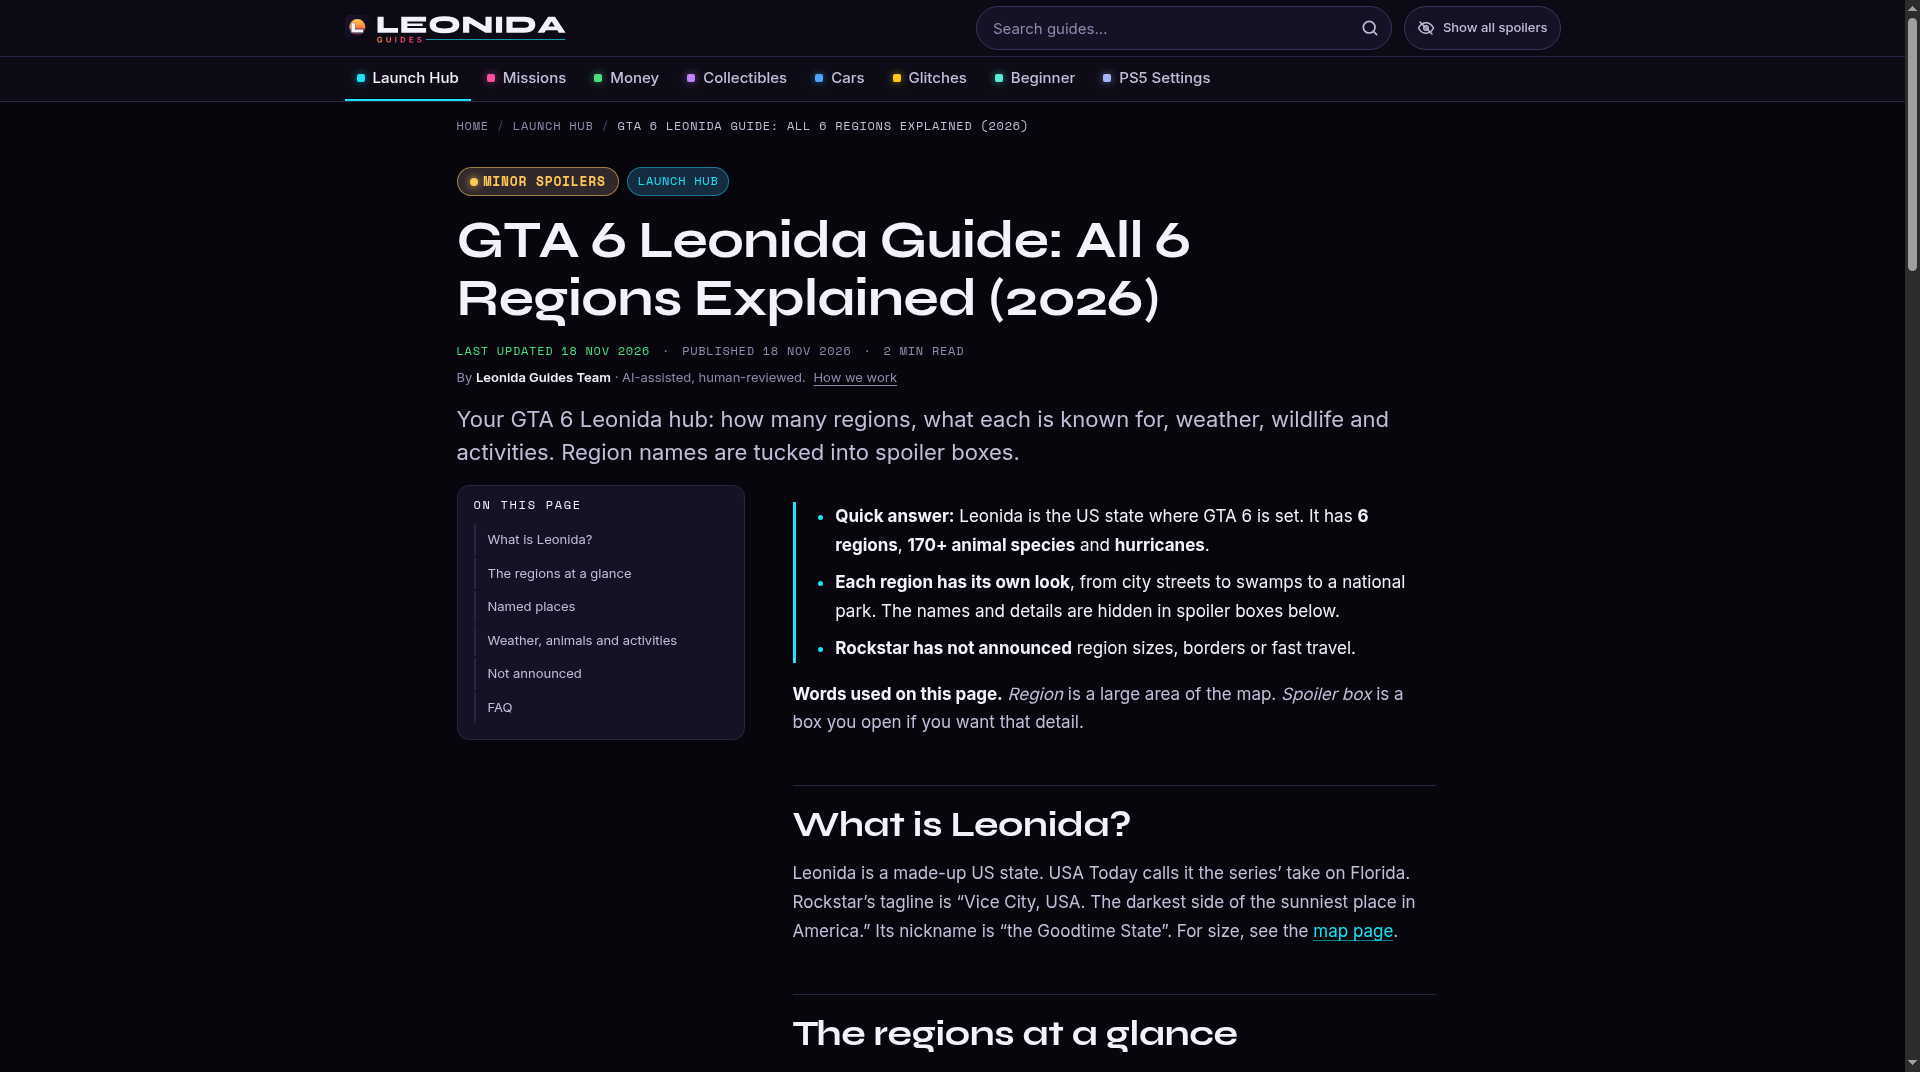 LEONIDA
GUIDES
Search guides...
Show all spoilers
Launch Hub
Missions
Money
Collectibles
Cars
Glitches
Beginner
PS5 Settings
HOME / LAUNCH HUB / GTA 6 LEONIDA GUIDE: ALL 6 REGIONS EXPLAINED (2026)
MINOR SPOILERS
LAUNCH HUB
GTA 6 Leonida Guide: All 6
Regions Explained (2026)
LAST UPDATED 18 NOV 2026 · PUBLISHED 18 NOV 2026 · 2 MIN READ
By Leonida Guides Team · AI-assisted, human-reviewed. How we work
Your GTA 6 Leonida hub: how many regions, what each is known for, weather, wildlife and
activities. Region names are tucked into spoiler boxes.
ON THIS PAGE
What is Leonida?
The regions at a glance
Named places
Weather, animals and activities
Not announced
FAQ
• Quick answer: Leonida is the US state where GTA 6 is set. It has 6
regions, 170+ animal species and hurricanes.
• Each region has its own look, from city streets to swamps to a national
park. The names and details are hidden in spoiler boxes below.
• Rockstar has not announced region sizes, borders or fast travel.
Words used on this page. Region is a large area of the map. Spoiler box is a
box you open if you want that detail.
What is Leonida?
Leonida is a made-up US state. USA Today calls it the series’ take on Florida.
Rockstar’s tagline is “Vice City, USA. The darkest side of the sunniest place in
America.” Its nickname is “the Goodtime State”. For size, see the map page.
The regions at a glance